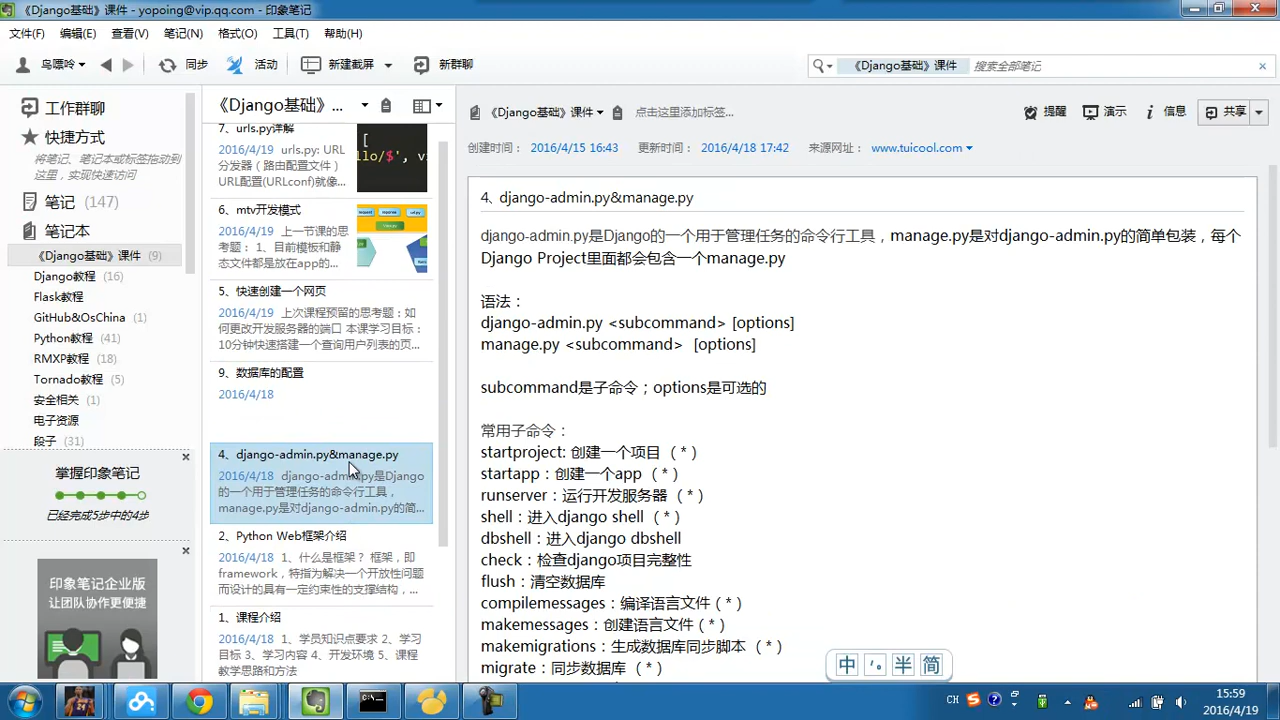 《Django基础》课件 - yopoing@vip.qq.com - 印象笔记
文件(F) 编辑(E) 查看(V) 笔记(N) 格式(O) 工具(T) 帮助(H)
鸟嘌呤 同步 活动 新建截屏 新群聊 《Django基础》课件 搜索全部笔记
工作群聊
快捷方式
将笔记、笔记本或标签拖动到
这里，实现快速访问
笔记 (147)
笔记本
《Django基础》课件 (9)
Django教程 (16)
Flask教程
GitHub&OsChina (1)
Python教程 (41)
RMXP教程 (18)
Tornado教程 (5)
安全相关 (1)
电子资源
段子 (31)
掌握印象笔记
已经完成5步中的4步
印象笔记企业版
让团队协作更便捷
《Django基础》...
7、urls.py详解
2016/4/19 urls.py: URL
分发器（路由配置文件）
URL配置(URLconf)就像...
[
llo/$', v
6、mtv开发模式
2016/4/19 上一节课的思
考题： 1、目前模板和静
态文件都是放在app的...
5、快速创建一个网页
2016/4/19 上次课程预留的思考题：如
何更改开发服务器的端口 本课学习目标：
10分钟快速搭建一个查询用户列表的页...
9、数据库的配置
2016/4/18
4、django-admin.py&manage.py
2016/4/18 django-admin.py是Django
的一个用于管理任务的命令行工具，
manage.py是对django-admin.py的简...
2、Python Web框架介绍
2016/4/18 1、什么是框架？ 框架，即
framework，特指为解决一个开放性问题
而设计的具有一定约束性的支撑结构，...
1、课程介绍
2016/4/18 1、学员知识点要求 2、学习
目标 3、学习内容 4、开发环境 5、课程
教学思路和方法
《Django基础》课件 点击这里添加标签... 提醒 演示 信息 共享
创建时间： 2016/4/15 16:43 更新时间： 2016/4/18 17:42 来源网址： www.tuicool.com
4、django-admin.py&manage.py
django-admin.py是Django的一个用于管理任务的命令行工具，manage.py是对django-admin.py的简单包装，每个
Django Project里面都会包含一个manage.py
语法：
django-admin.py <subcommand> [options]
manage.py <subcommand> [options]
subcommand是子命令；options是可选的
常用子命令：
startproject: 创建一个项目（*）
startapp：创建一个app （*）
runserver：运行开发服务器 （*）
shell：进入django shell （*）
dbshell：进入django dbshell
check：检查django项目完整性
flush：清空数据库
compilemessages：编译语言文件（*）
makemessages：创建语言文件（*）
makemigrations：生成数据库同步脚本 （*）
migrate：同步数据库 （*）
中 半 简
CH 15:59
2016/4/19